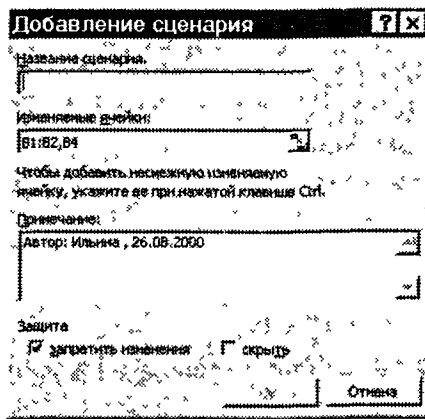 Добавление сценария
Название сценария:
Изменяемые ячейки:
B1:B2,B4
Чтобы добавить несмежную изменяемую
ячейку, укажите ее при нажатой клавише Ctrl.
Примечание:
Автор: Ильина , 26.08.2000
Защита
запретить изменения скрыть
Отмена